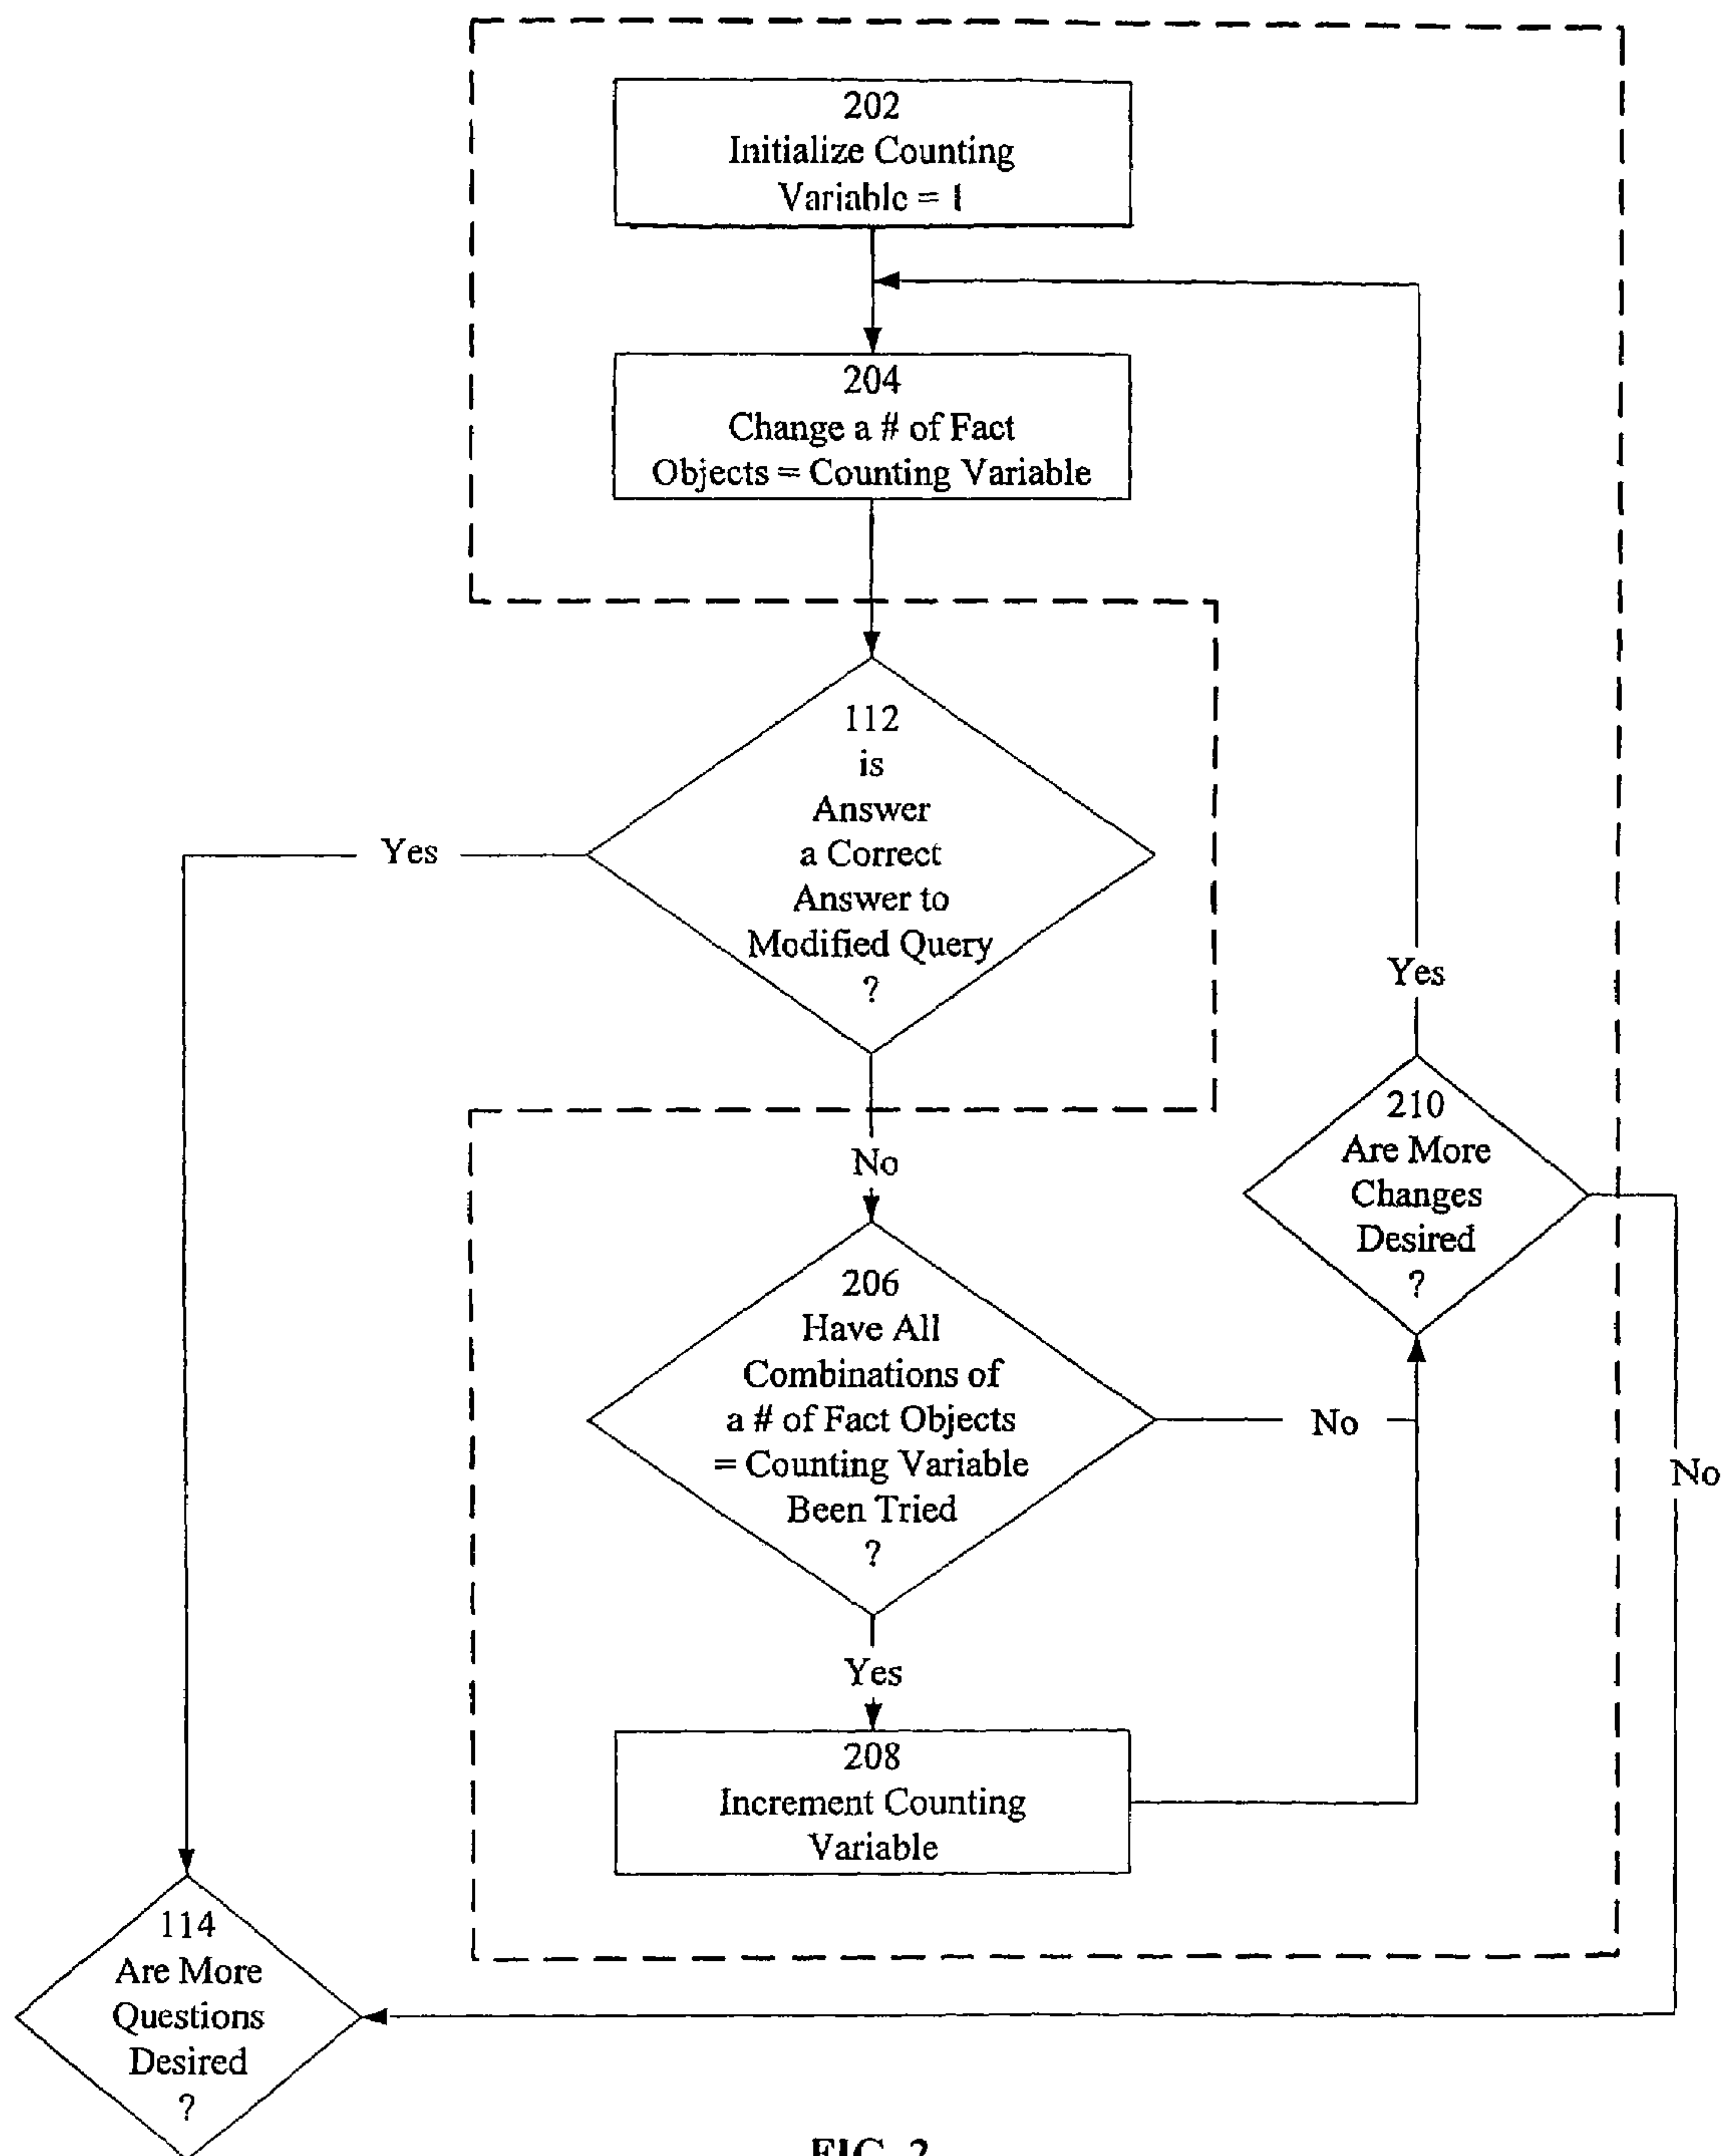 202
Initialize Counting
Variable = 1
204
Change a # of Fact
Objects = Counting Variable
112
is
Answer
a Correct
Answer to
Modified Query
?
Yes
No
Yes
210
Are More
Changes
Desired
?
206
Have All
Combinations of
a # of Fact Objects
= Counting Variable
Been Tried
?
No
No
Yes
208
Increment Counting
Variable
114
Are More
Questions
Desired
?
FIG. 2